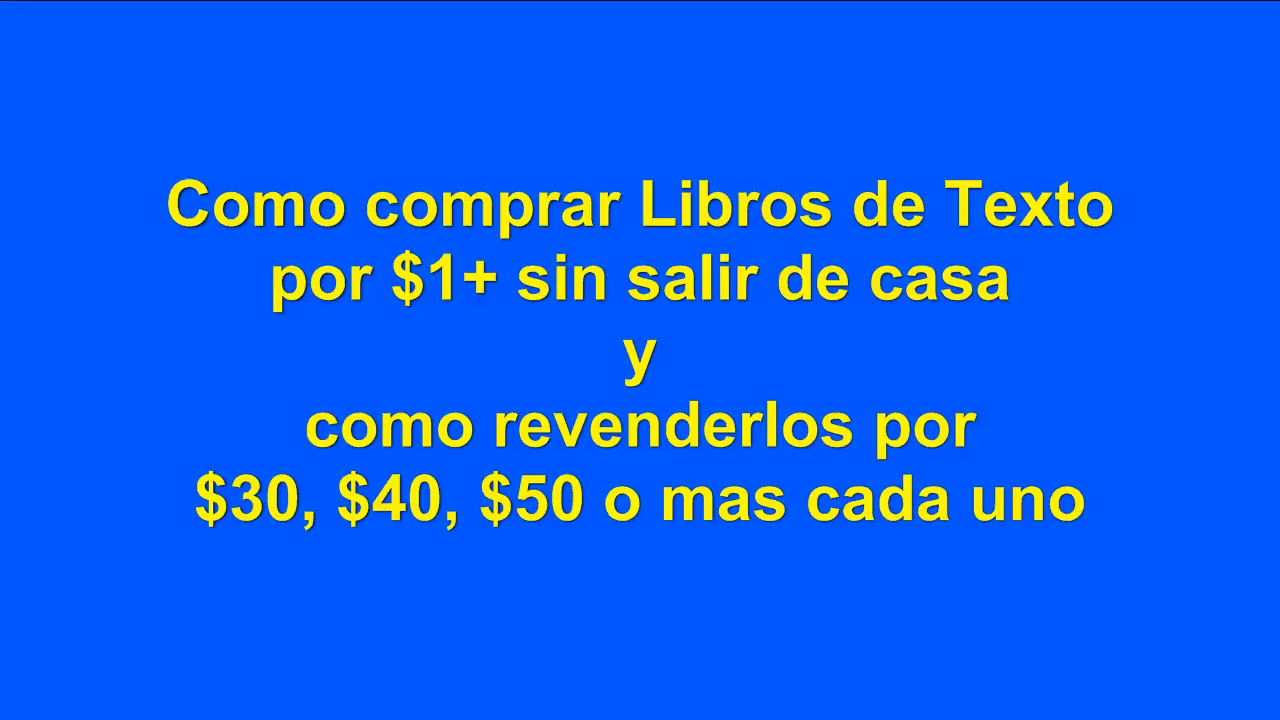 Como comprar Libros de Texto
por $1+ sin salir de casa
y
como revenderlos por
$30, $40, $50 o mas cada uno